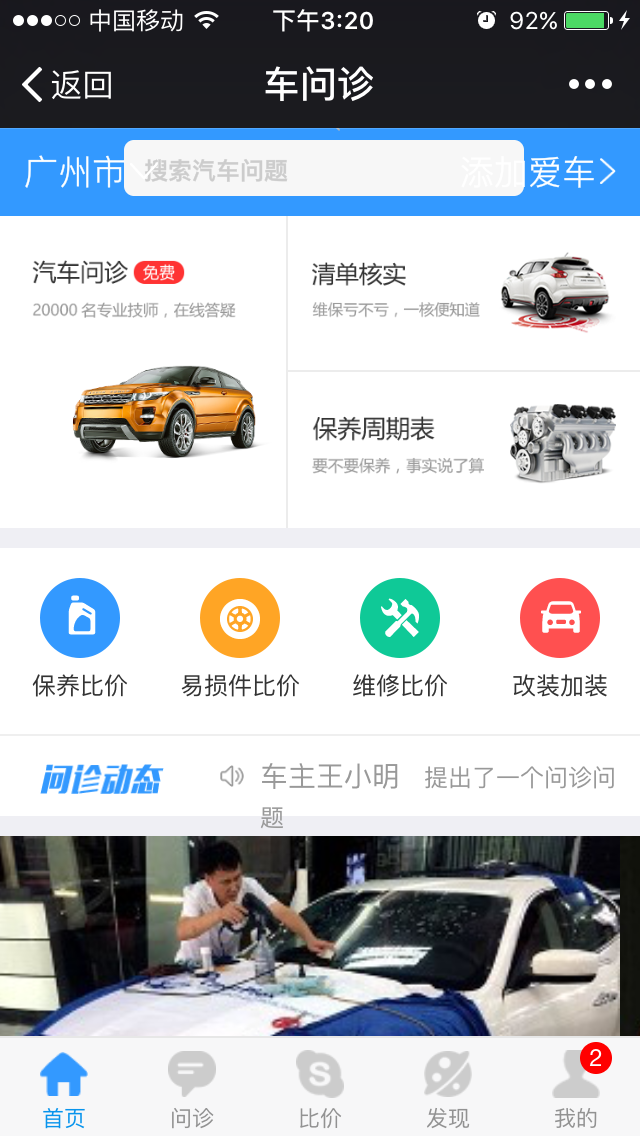 中国移动 下午3:20 92%
返回 车问诊
广州市 搜索汽车问题 添加爱车
汽车问诊 免费
20000 名专业技师，在线答疑
清单核实
维保亏不亏，一核便知道
保养周期表
要不要保养，事实说了算
保养比价 易损件比价 维修比价 改装加装
问诊动态 车主王小明 提出了一个问诊问
题
2
首页 问诊 比价 发现 我的